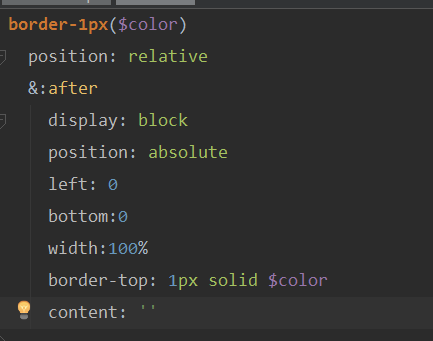 border-1px($color)
position: relative
&:after
display: block
position: absolute
left: 0
bottom:0
width:100%
border-top: 1px solid $color
content: ''